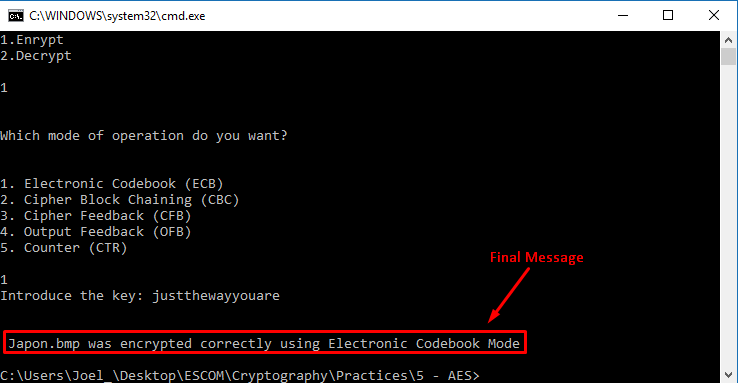 C:\WINDOWS\system32\cmd.exe
1.Enrypt
2.Decrypt
1
Which mode of operation do you want?
1. Electronic Codebook (ECB)
2. Cipher Block Chaining (CBC)
3. Cipher Feedback (CFB)
4. Output Feedback (OFB)
5. Counter (CTR)
Final Message
1
Introduce the key: justthewayyouare
Japon.bmp was encrypted correctly using Electronic Codebook Mode
C:\Users\Joel_\Desktop\ESCOM\Cryptography\Practices\5 - AES>